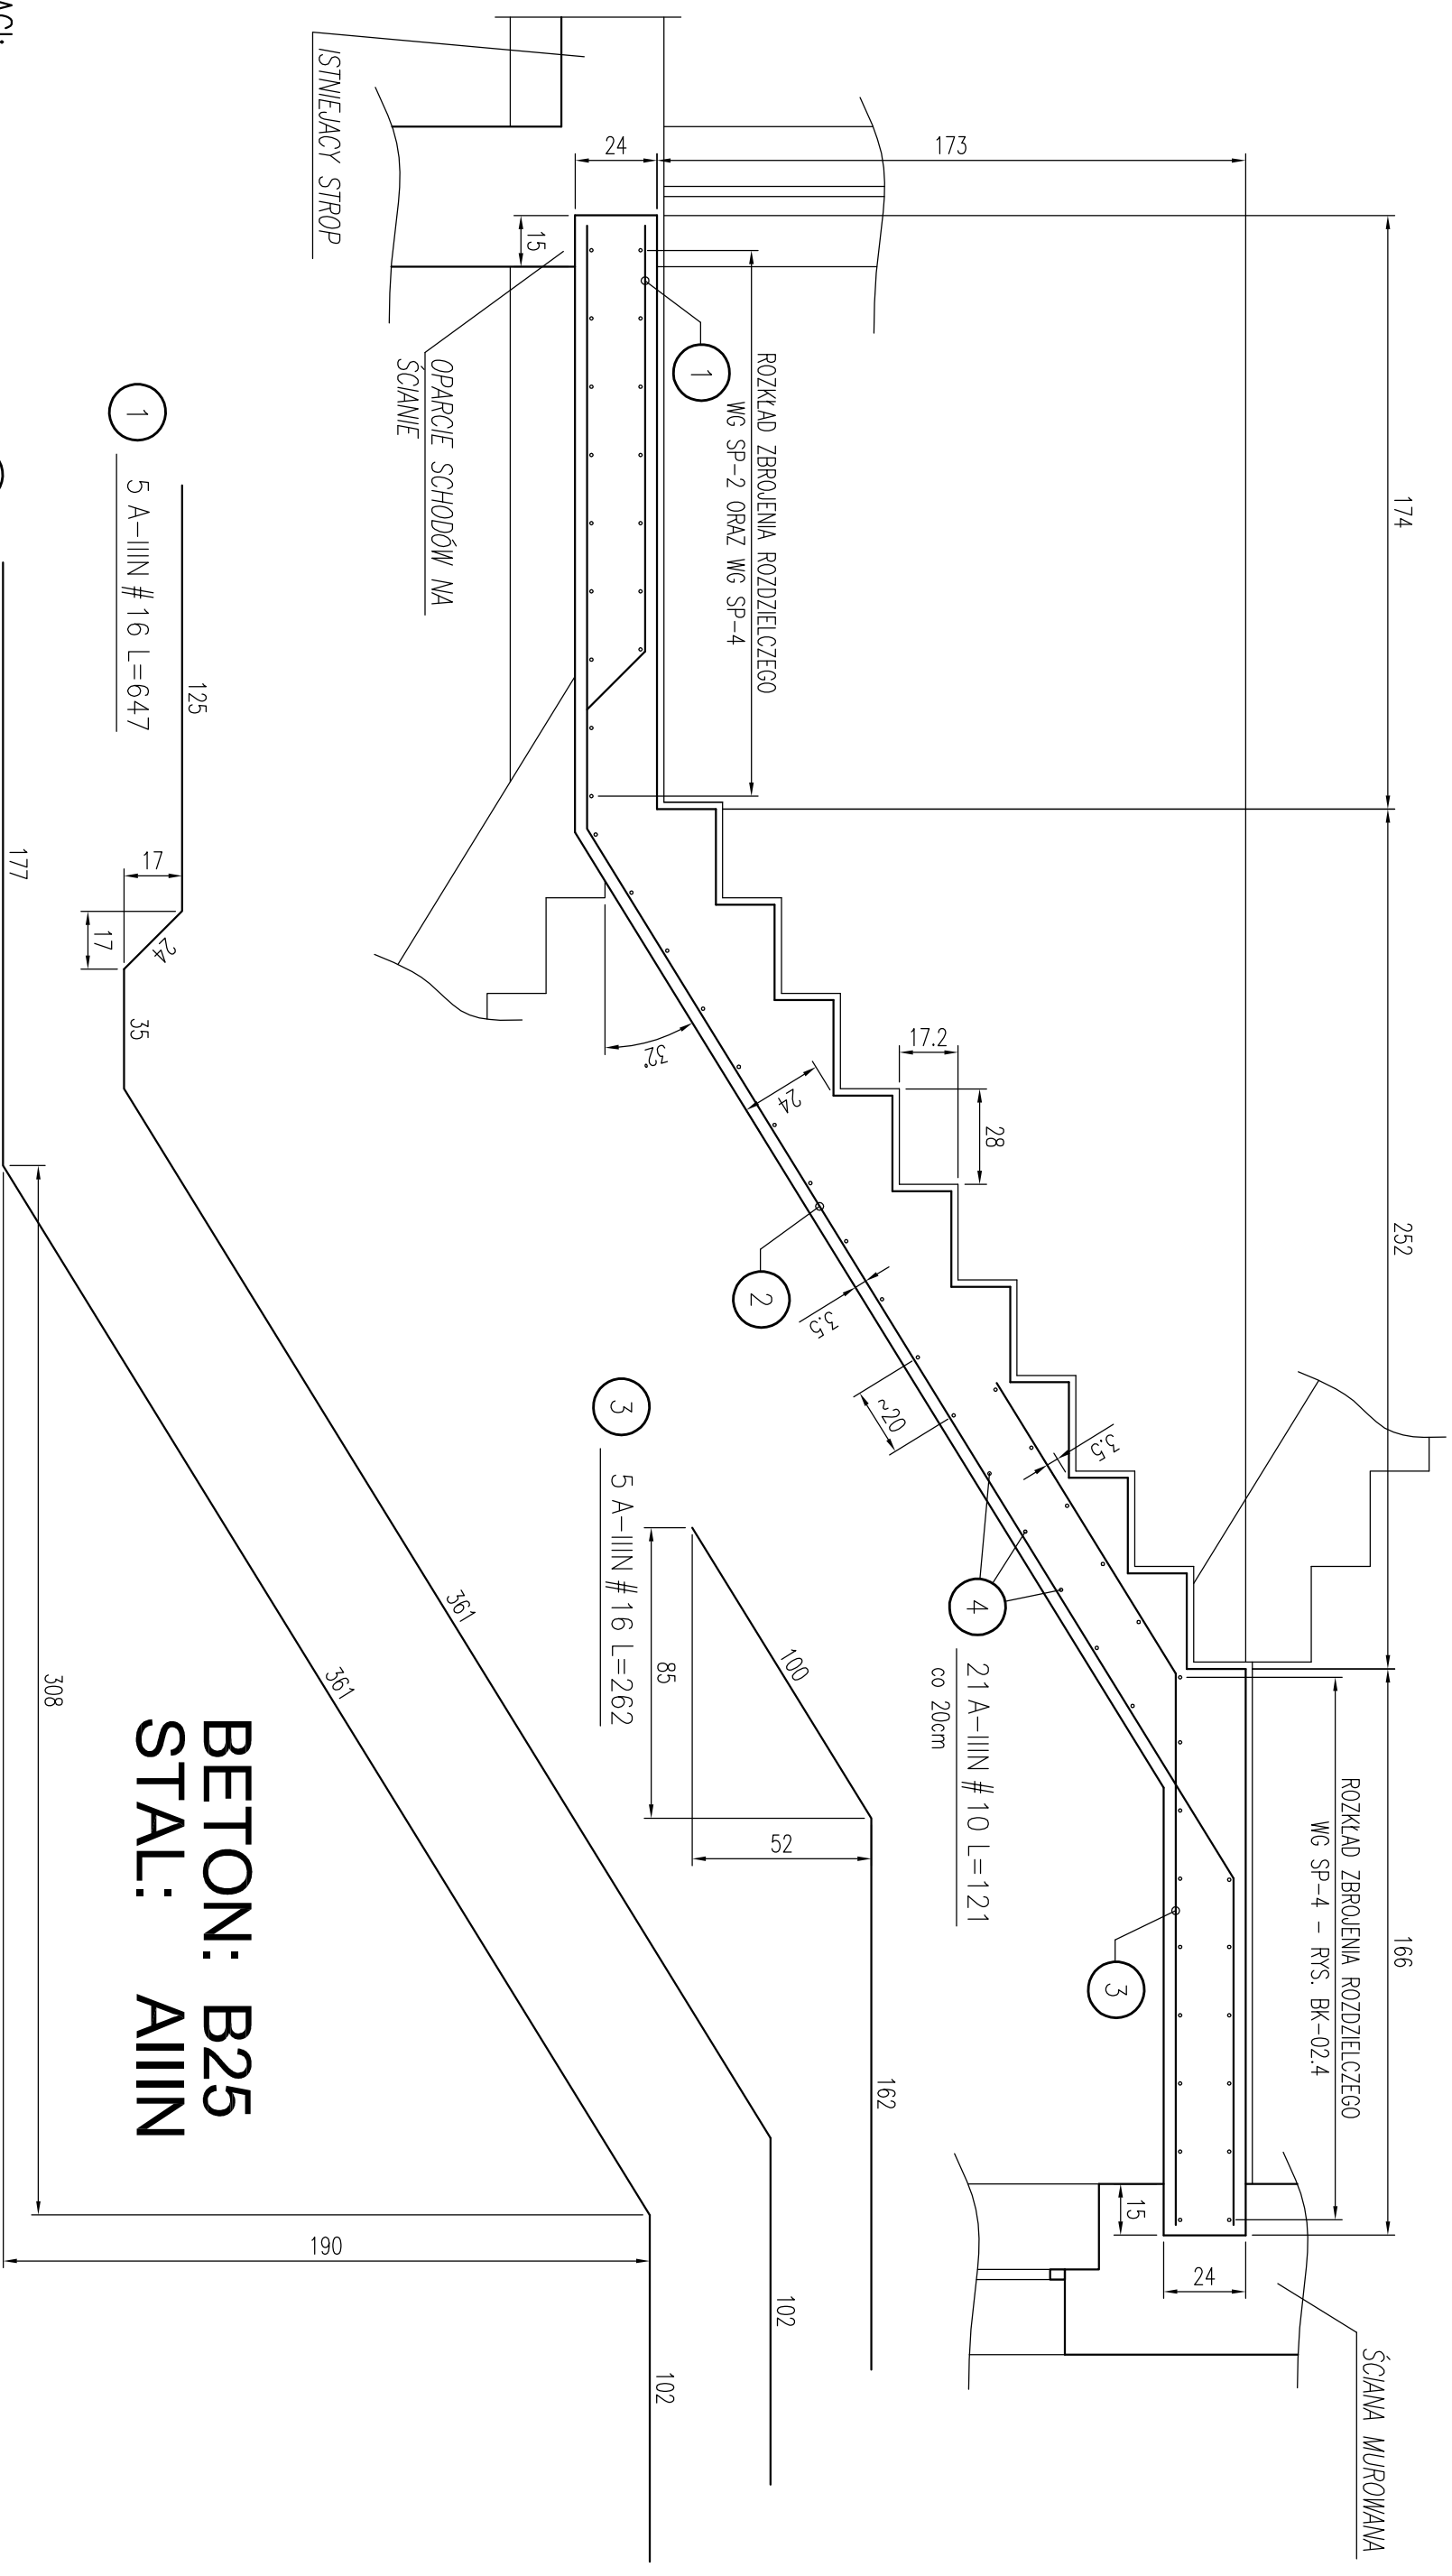 174
252
166
173
24
15
ISTNIEJACY STROP
1
ROZKŁAD ZBROJENIA ROZDZIELCZEGO
WG SP-2 ORAZ WG SP-4
OPARCIE SCHODÓW NA
ŚCIANIE
32°
24
17.2
28
2
3.5
~20
3.5
4
21 A-IIIN # 10 L=121
co 20cm
ROZKŁAD ZBROJENIA ROZDZIELCZEGO
WG SP-4 - RYS. BK-02.4
3
15
24
ŚCIANA MUROWANA
3
5 A-IIIN # 16 L=262
100
85
52
162
1
5 A-IIIN # 16 L=647
125
17
17
24
35
361
102
177
361
308
190
102
BETON: B25
STAL: AIIIN